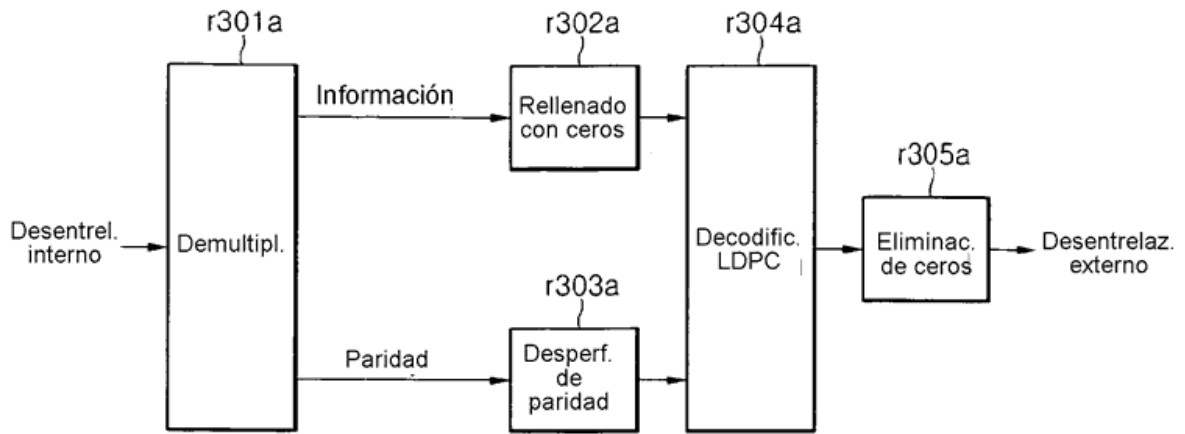 r301a
r302a
r304a
Información
Rellenado
con ceros
r305a
Desentrel.
interno
Demultipl.
Decodific.
LDPC
Eliminac.
de ceros
Desentrelaz.
externo
r303a
Paridad
Desperf.
de
paridad